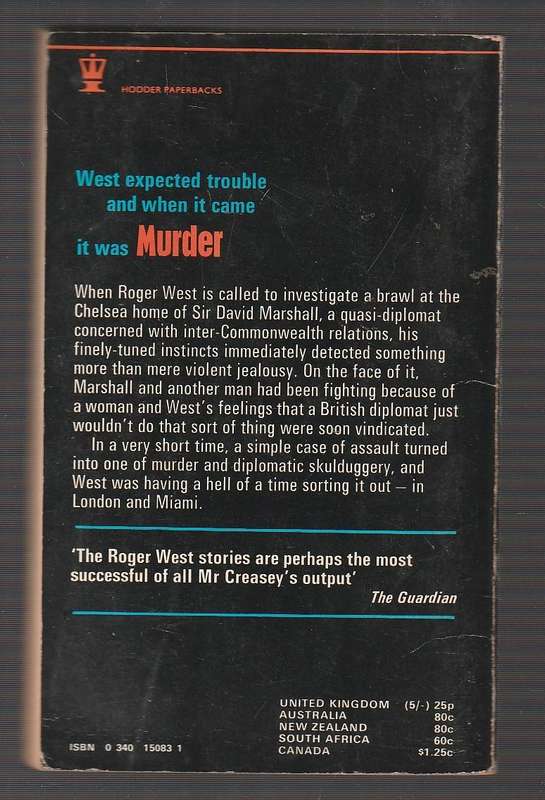 HODDER PAPERBACKS
West expected trouble
and when it came
it was Murder
When Roger West is called to investigate a brawl at the
Chelsea home of Sir David Marshall, a quasi-diplomat
concerned with inter-Commonwealth relations, his
finely-tuned instincts immediately detected something
more than mere violent jealousy. On the face of it,
Marshall and another man had been fighting because of
a woman and West's feelings that a British diplomat just
wouldn't do that sort of thing were soon vindicated.
In a very short time, a simple case of assault turned
into one of murder and diplomatic skulduggery, and
West was having a hell of a time sorting it out – in
London and Miami.
'The Roger West stories are perhaps the most
successful of all Mr Creasey's output'
The Guardian
UNITED KINGDOM (5/-) 25p
AUSTRALIA 80c
NEW ZEALAND 80c
SOUTH AFRICA 60c
CANADA $1.25c
ISBN 0 340 15083 1